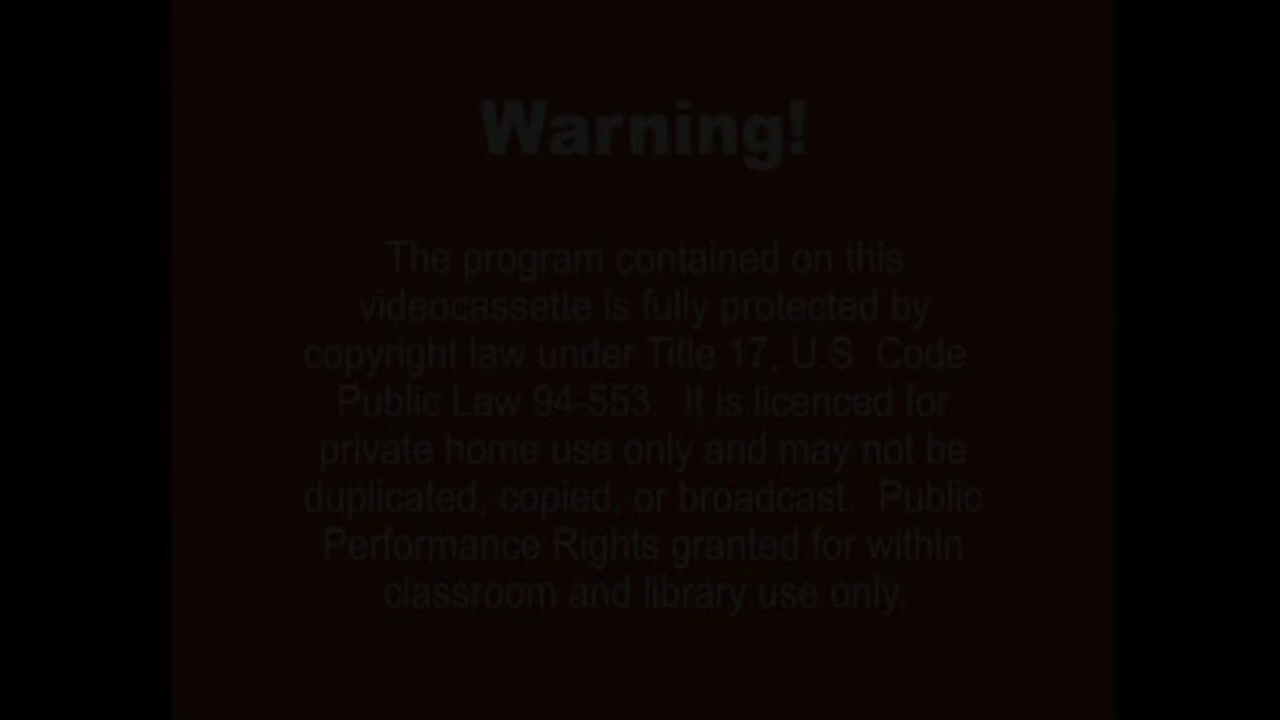 Warning!
The program contained on this
videocassette is fully protected by
copyright law under Title 17, U.S. Code
Public Law 94-553. It is licenced for
private home use only and may not be
duplicated, copied, or broadcast. Public
Performance Rights granted for within
classroom and library use only.